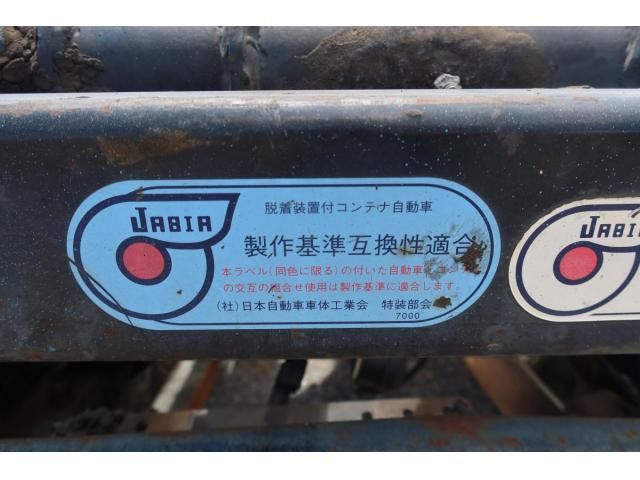 JABIA
脱着装置付コンテナ自動車
製作基準互換性適合
本ラベル(同色に限る)の付いた自動車
の交互の組合せ使用は製作基準に適合します。
(社)日本自動車車体工業会 特装部会
7000
JABIA